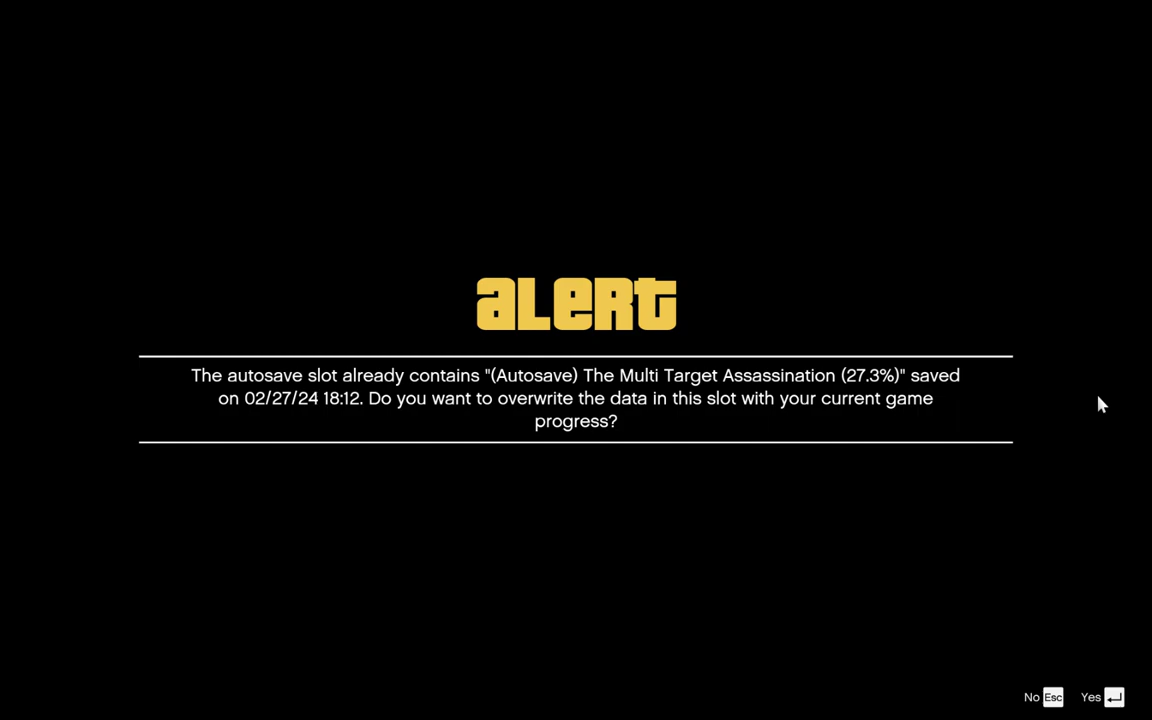 alert
The autosave slot already contains "(Autosave) The Multi Target Assassination (27.3%)" saved
on 02/27/24 18:12. Do you want to overwrite the data in this slot with your current game
progress?
No Esc Yes